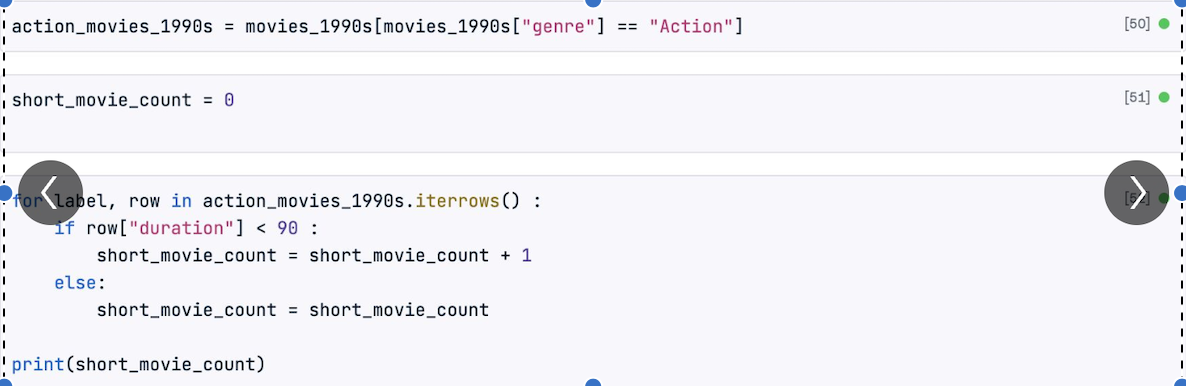 action_movies_1990s = movies_1990s[movies_1990s["genre"] == "Action"]
[50]
short_movie_count = 0
[51]
for label, row in action_movies_1990s.iterrows() :
[52]
    if row["duration"] < 90 :
        short_movie_count = short_movie_count + 1
    else:
        short_movie_count = short_movie_count
print(short_movie_count)